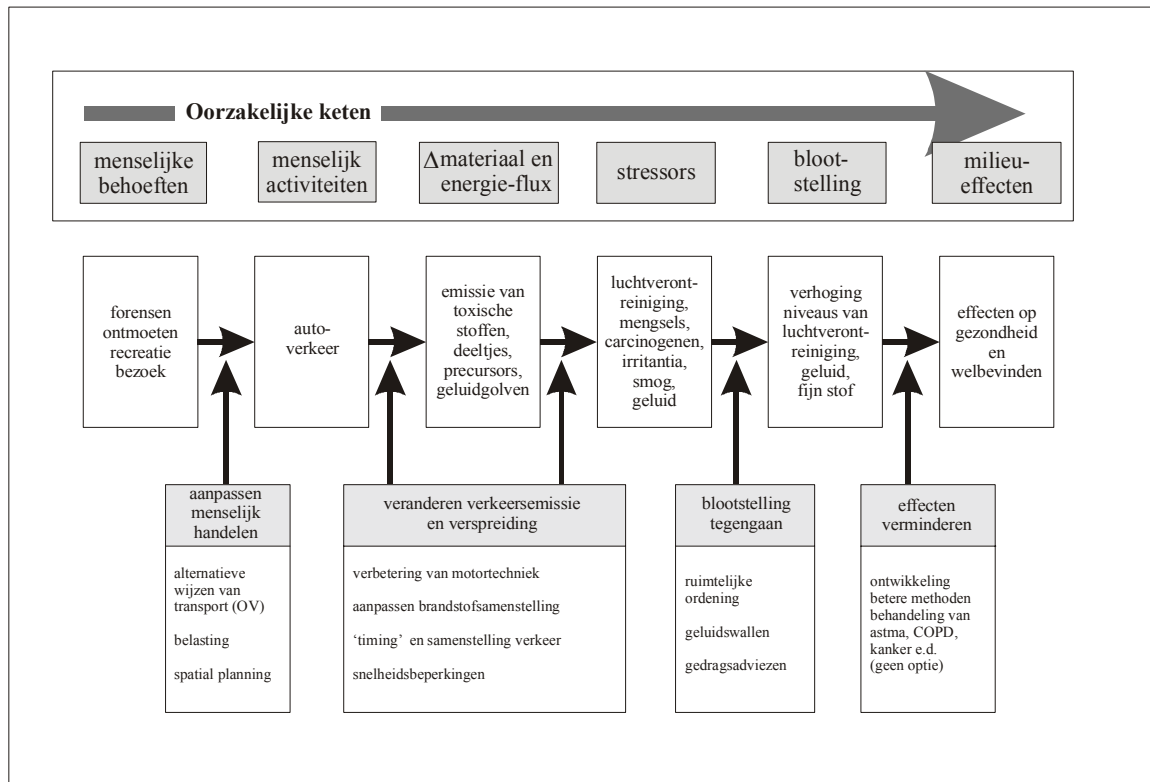 Oorzakelijke keten
menselijke
behoeften
menselijk
activiteiten
Δmateriaal en
energie-flux
stressors
bloot-
stelling
milieu-
effecten
forensen
ontmoeten
recreatie
bezoek
auto-
verkeer
emissie van
toxische
stoffen,
deeltjes,
precursors,
geluidgolven
luchtveront-
reiniging,
mengsels,
carcinogenen,
irritantia,
smog,
geluid
verhoging
niveaus van
luchtveront-
reiniging,
geluid,
fijn stof
effecten op
gezondheid
en
welbevinden
aanpassen
menselijk
handelen
alternatieve
wijzen van
transport (OV)
belasting
spatial planning
veranderen verkeersemissie
en verspreiding
verbetering van motortechniek
aanpassen brandstofsamenstelling
‘timing’ en samenstelling verkeer
snelheidsbeperkingen
blootstelling
tegengaan
ruimtelijke
ordening
geluidswallen
gedragsadviezen
effecten
verminderen
ontwikkeling
betere methoden
behandeling van
astma, COPD,
kanker e.d.
(geen optie)